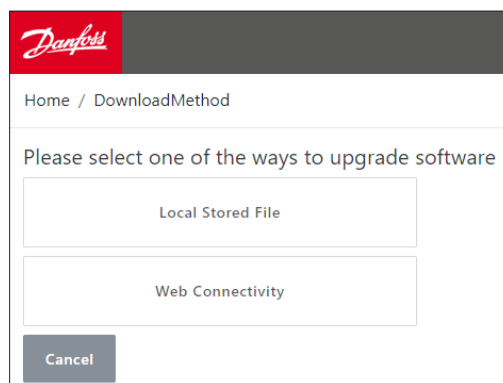 Danfoss
Home / DownloadMethod
Please select one of the ways to upgrade software
Local Stored File
Web Connectivity
Cancel